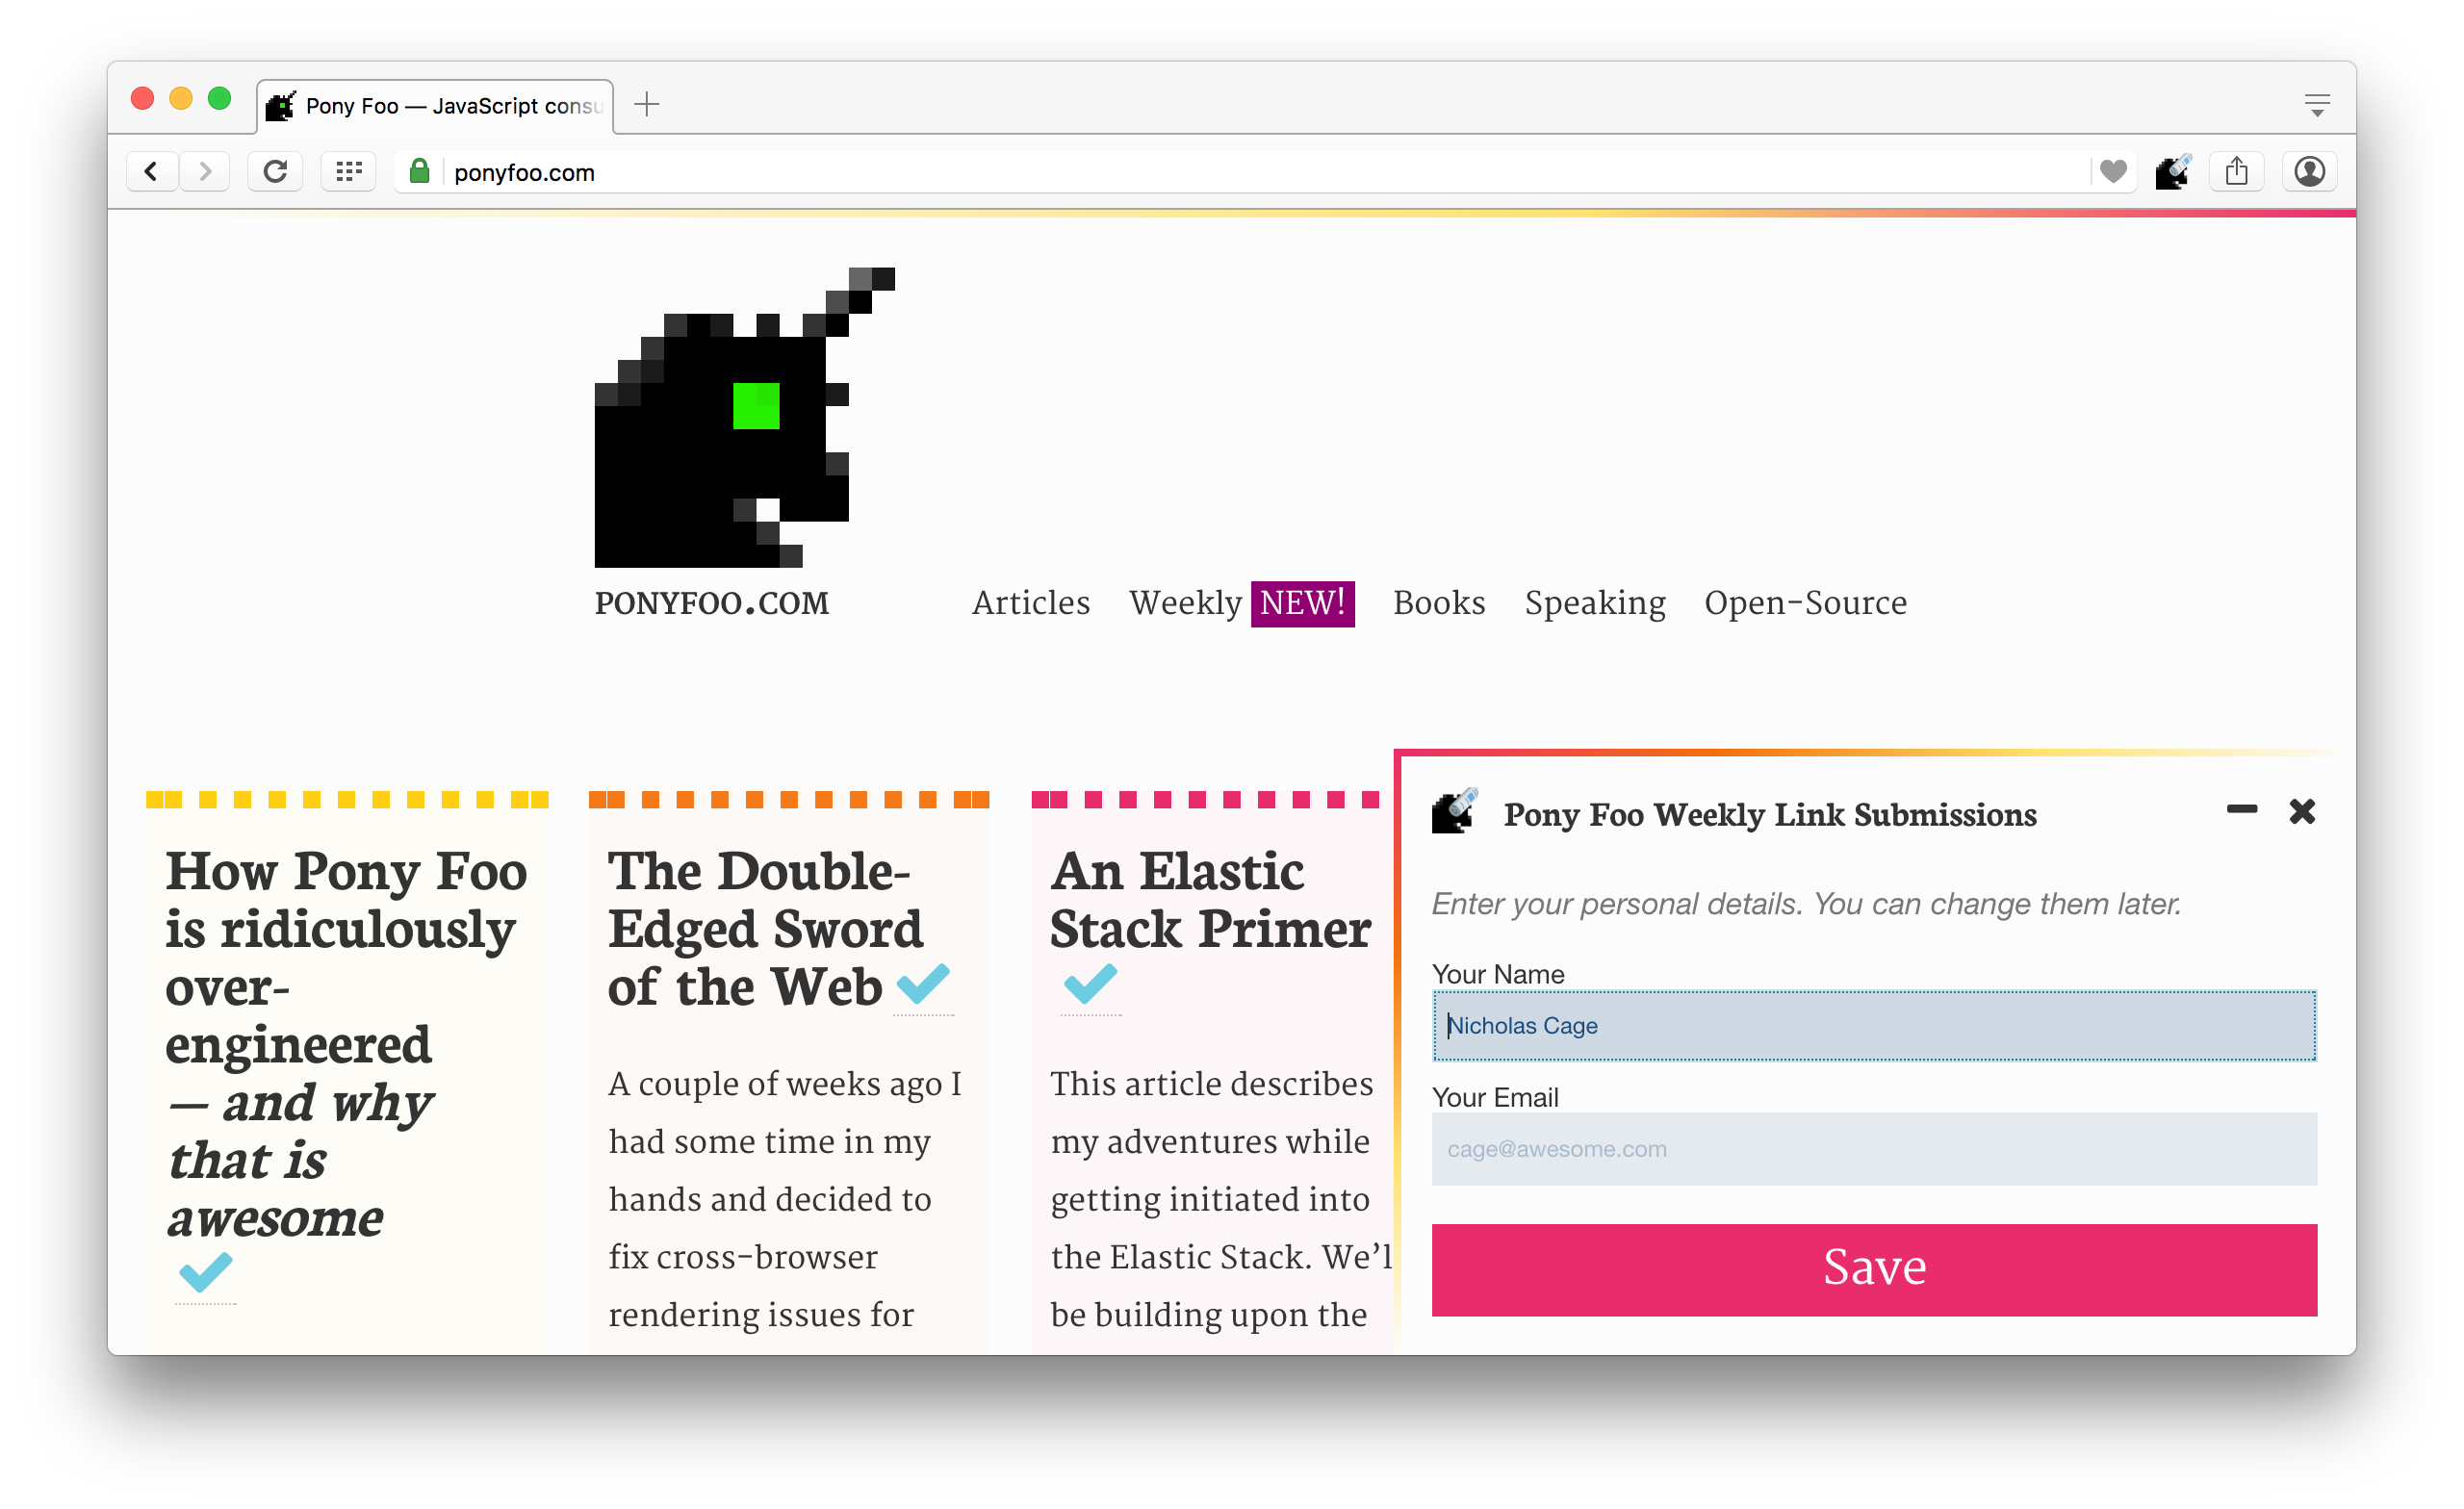 Pony Foo — JavaScript consu
ponyfoo.com
PONYFOO.COM
Articles Weekly NEW! Books Speaking Open-Source
How Pony Foo
is ridiculously
over-
engineered
— and why
that is
awesome
The Double-
Edged Sword
of the Web
A couple of weeks ago I
had some time in my
hands and decided to
fix cross-browser
rendering issues for
An Elastic
Stack Primer
This article describes
my adventures while
getting initiated into
the Elastic Stack. We’l
be building upon the
Pony Foo Weekly Link Submissions
Enter your personal details. You can change them later.
Your Name
Nicholas Cage
Your Email
cage@awesome.com
Save